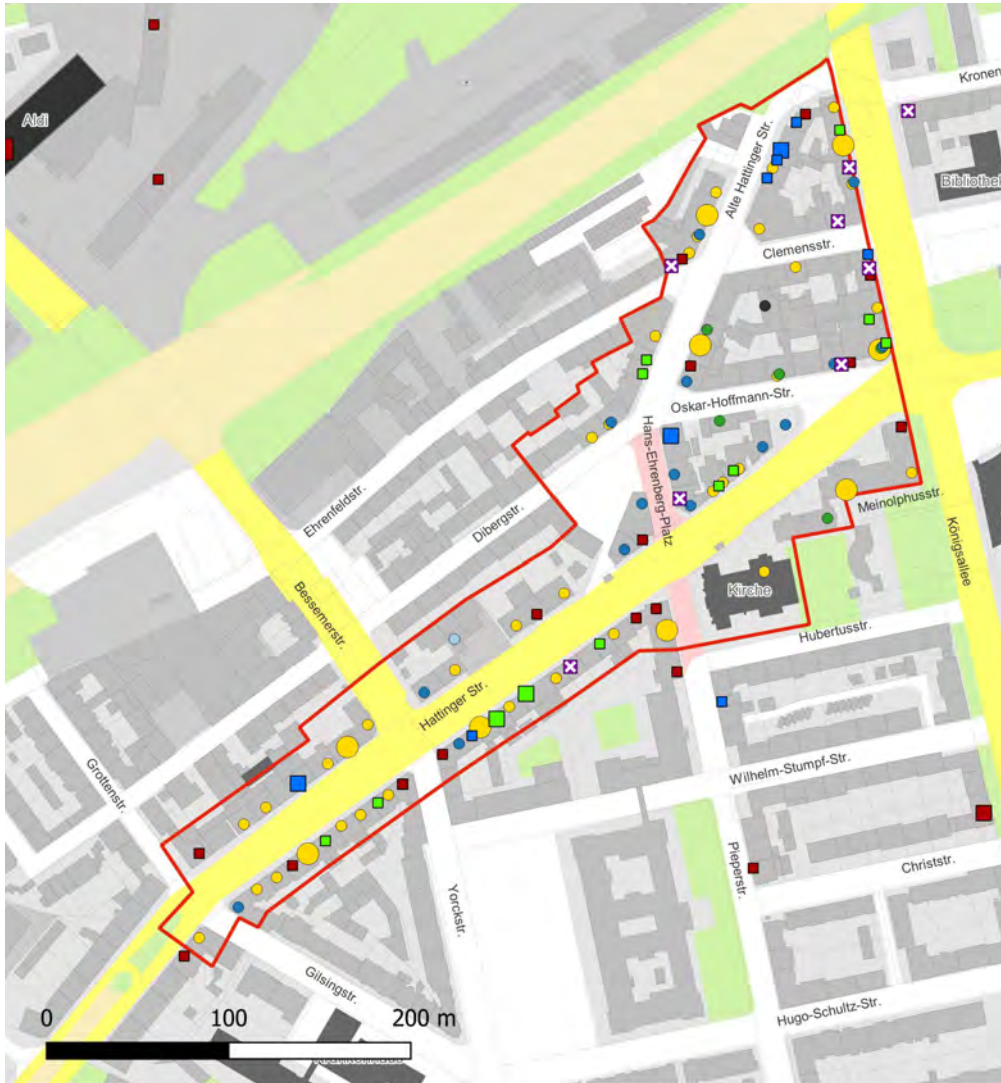 Kronen
Aldi
Alte Hattinger Str.
Bibliothe
Clemensstr.
Oskar-Hoffmann-Str.
Hans-Ehrenberg-Platz
Ehrenfeldstr.
Dibergstr.
Meinolphusstr.
Königsallee
Bessemerstr.
Kirche
Hubertusstr.
Hattinger Str.
Grottenstr.
Wilhelm-Stumpf-Str.
Pieperstr.
Christstr.
Yorckstr.
Gilsingstr.
Hugo-Schultz-Str.
0 100 200 m